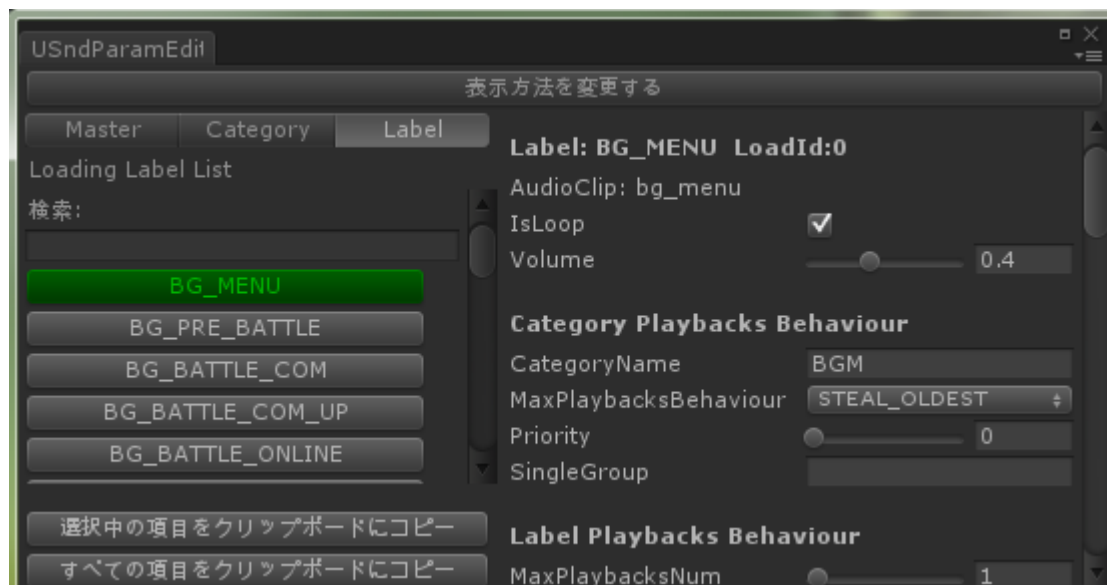 USndParamEdit
表示方法を変更する
Master Category Label
Loading Label List
検索:
BG_MENU
BG_PRE_BATTLE
BG_BATTLE_COM
BG_BATTLE_COM_UP
BG_BATTLE_ONLINE
選択中の項目をクリップボードにコピー
すべての項目をクリップボードにコピー
Label: BG_MENU LoadId:0
AudioClip: bg_menu
IsLoop
Volume 0.4
Category Playbacks Behaviour
CategoryName BGM
MaxPlaybacksBehaviour STEAL_OLDEST
Priority 0
SingleGroup
Label Playbacks Behaviour
MaxPlaybacksNum 1